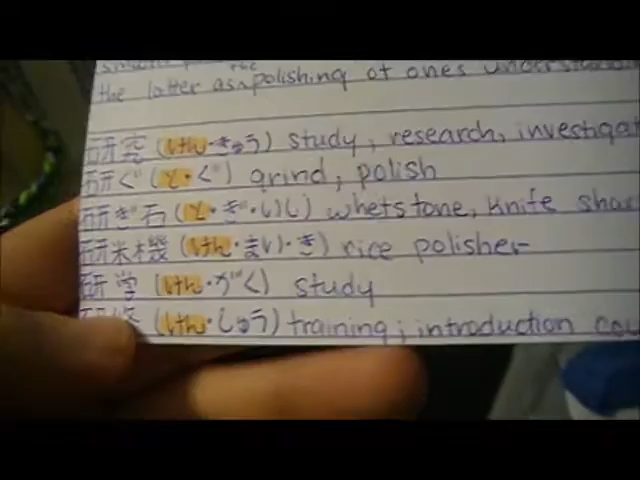 the latter as polishing of ones understand
研究 (けん・きゅう) study, research, investigat
研ぐ (と・ぐ) grind, polish
研ぎ石 (と・ぎ・いし) whetstone, knife shar
研米機 (けん・まい・き) rice polisher
研学 (けん・がく) study
研修 (けん・しゅう) training; introduction cou